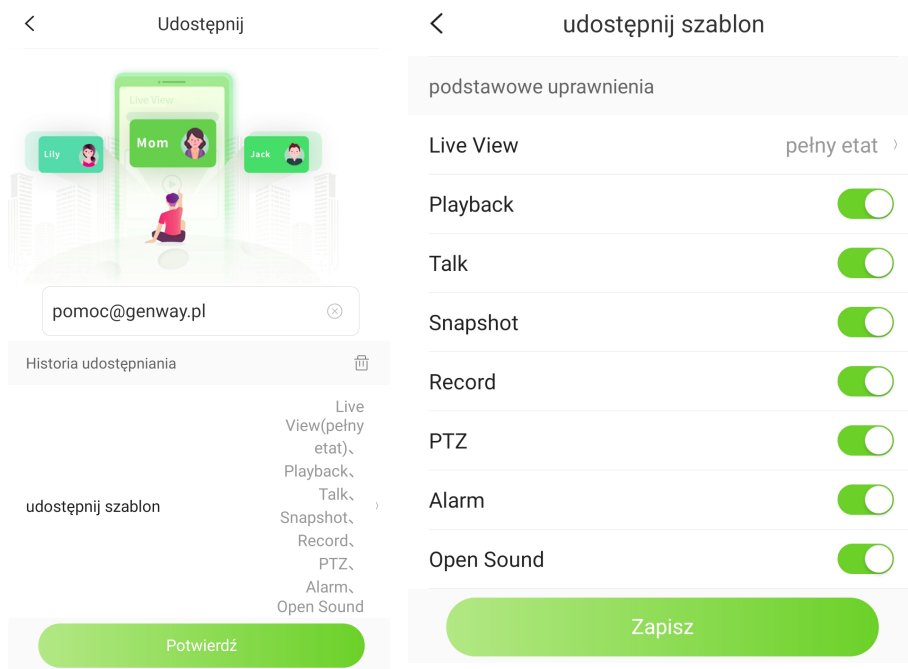 Udostępnij
Live View
Mom
Lily
Jack
pomoc@genway.pl
Historia udostępniania
udostępnij szablon
Live
View(pełny
etat)、
Playback、
Talk、
Snapshot、
Record、
PTZ、
Alarm、
Open Sound
Potwierdź
udostępnij szablon
podstawowe uprawnienia
Live View
pełny etat
Playback
Talk
Snapshot
Record
PTZ
Alarm
Open Sound
Zapisz